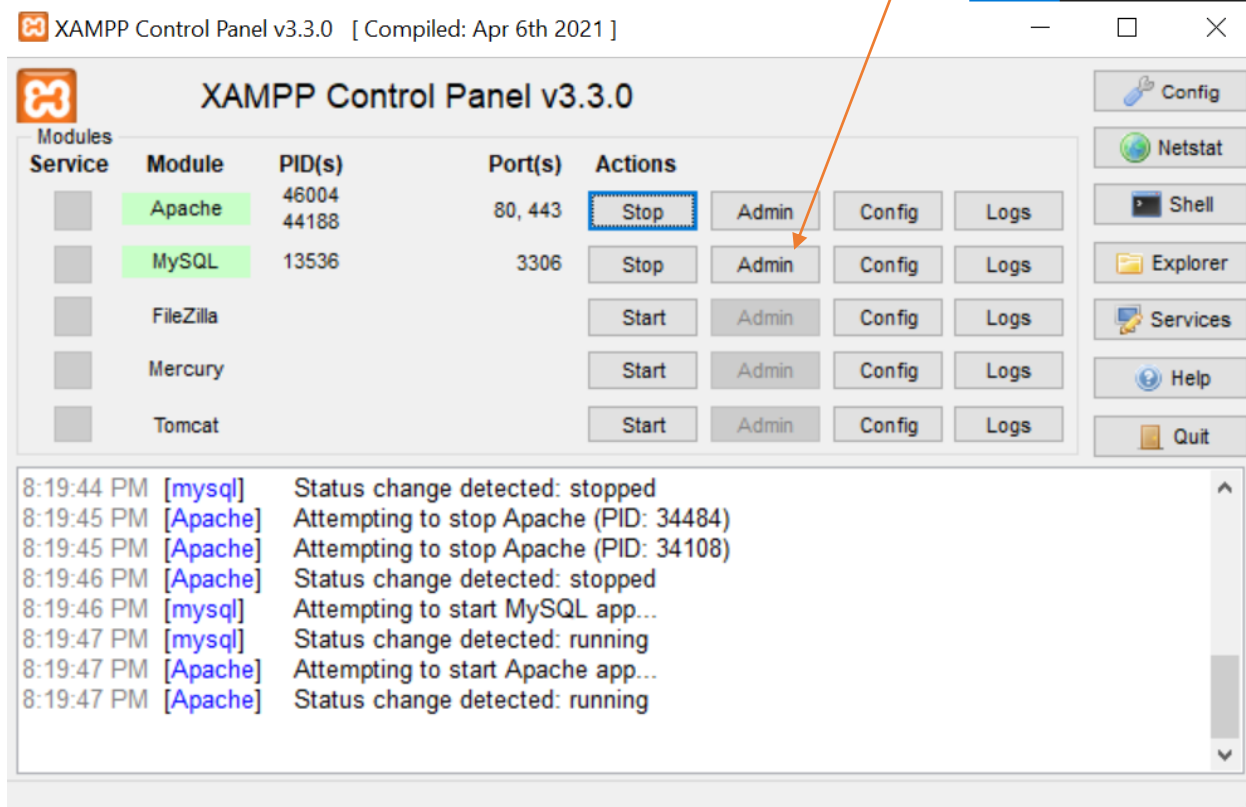 XAMPP Control Panel v3.3.0 [ Compiled: Apr 6th 2021 ]
XAMPP Control Panel v3.3.0
Config
Modules
Service Module PID(s) Port(s) Actions
Netstat
Apache 46004 44188 80, 443 Stop Admin Config Logs
Shell
MySQL 13536 3306 Stop Admin Config Logs
Explorer
FileZilla Start Admin Config Logs
Services
Mercury Start Admin Config Logs
Help
Tomcat Start Admin Config Logs
Quit
8:19:44 PM [mysql] Status change detected: stopped
8:19:45 PM [Apache] Attempting to stop Apache (PID: 34484)
8:19:45 PM [Apache] Attempting to stop Apache (PID: 34108)
8:19:46 PM [Apache] Status change detected: stopped
8:19:46 PM [mysql] Attempting to start MySQL app...
8:19:47 PM [mysql] Status change detected: running
8:19:47 PM [Apache] Attempting to start Apache app...
8:19:47 PM [Apache] Status change detected: running